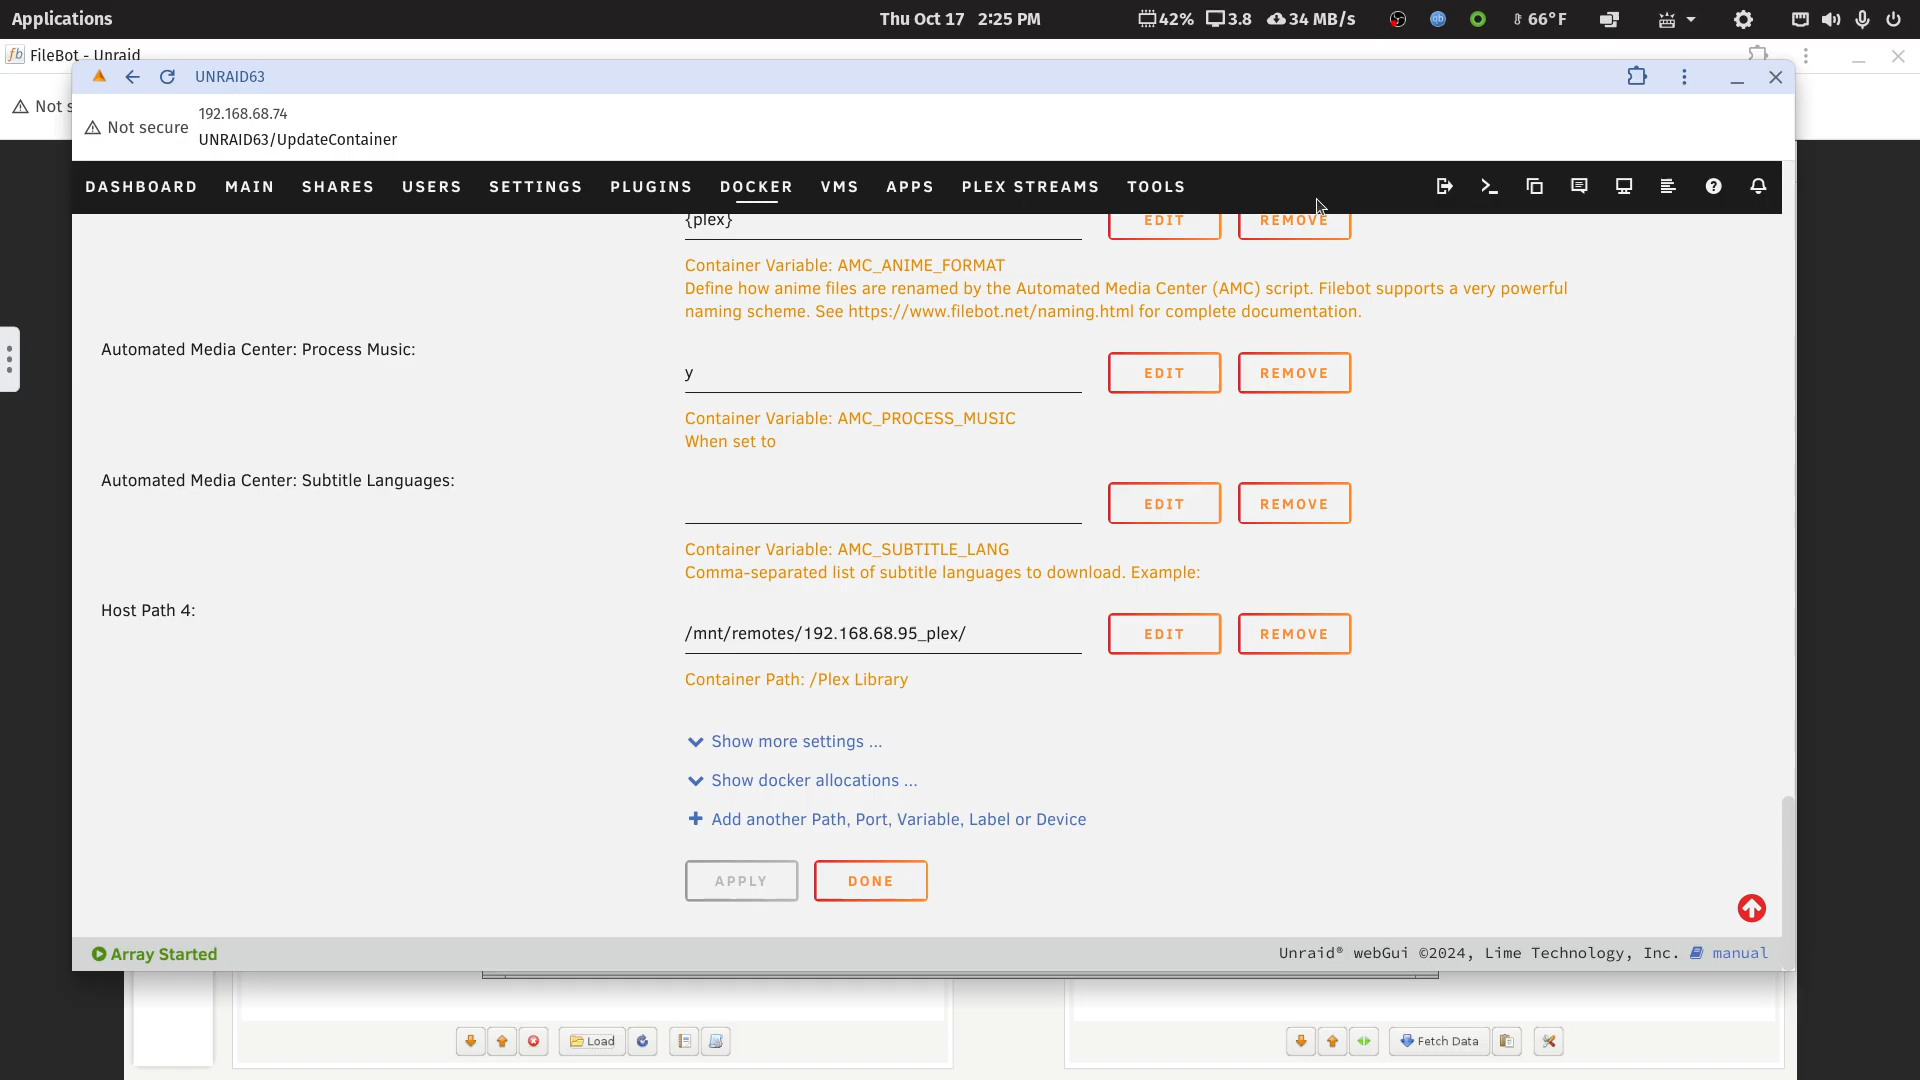 Applications
Thu Oct 17 2:25 PM
42% 3.8 34 MB/s 66°F
FileBot - Unraid
UNRAID63
Not s
Not secure
192.168.68.74
UNRAID63/UpdateContainer
DASHBOARD MAIN SHARES USERS SETTINGS PLUGINS DOCKER VMS APPS PLEX STREAMS TOOLS
{plex} EDIT REMOVE
Container Variable: AMC_ANIME_FORMAT
Define how anime files are renamed by the Automated Media Center (AMC) script. Filebot supports a very powerful
naming scheme. See https://www.filebot.net/naming.html for complete documentation.
Automated Media Center: Process Music:
y EDIT REMOVE
Container Variable: AMC_PROCESS_MUSIC
When set to
Automated Media Center: Subtitle Languages:
EDIT REMOVE
Container Variable: AMC_SUBTITLE_LANG
Comma-separated list of subtitle languages to download. Example:
Host Path 4:
/mnt/remotes/192.168.68.95_plex/ EDIT REMOVE
Container Path: /Plex Library
Show more settings ...
Show docker allocations ...
Add another Path, Port, Variable, Label or Device
APPLY DONE
Array Started
Unraid® webGui ©2024, Lime Technology, Inc. manual
Load
Fetch Data